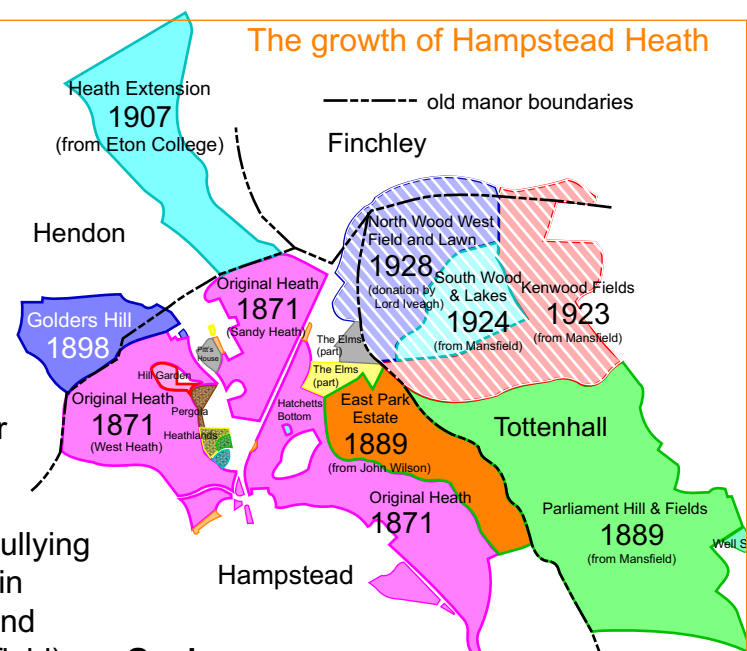 The growth of Hampstead Heath
Heath Extension
1907
(from Eton College)
old manor boundaries
Finchley
Hendon
North Wood West
Field and Lawn
1928
(donation by
Lord Iveagh)
South Wood
& Lakes
1924
(from Mansfield)
Kenwood Fields
1923
(from Mansfield)
Original Heath
1871
(Sandy Heath)
Golders Hill
1898
Pitt's
House
The Elms
(part)
The Elms
(part)
Hill Garden
Original Heath
1871
(West Heath)
Pergola
Heathlands
Hatchetts
Bottom
East Park
Estate
1889
(from John Wilson)
Tottenhall
Original Heath
1871
Parliament Hill & Fields
1889
(from Mansfield)
Well S
Hampstead
r
ullying
in
nd